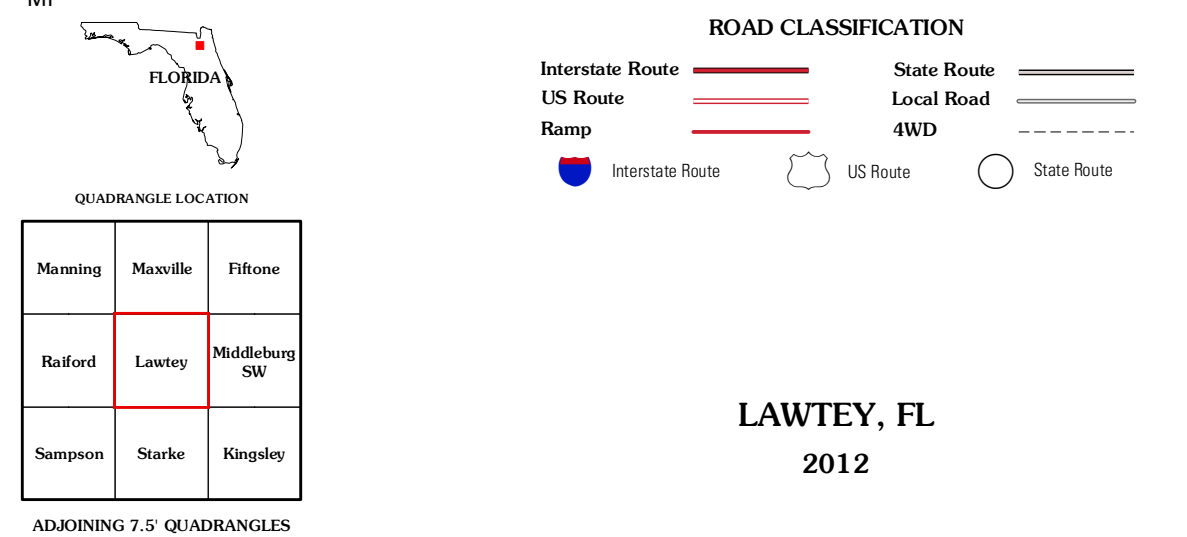 MI
FLORIDA
QUADRANGLE LOCATION
Manning Maxville Fiftone
Raiford Lawtey Middleburg
SW
Sampson Starke Kingsley
ADJOINING 7.5' QUADRANGLES
ROAD CLASSIFICATION
Interstate Route State Route
US Route Local Road
Ramp 4WD
Interstate Route US Route State Route
LAWTEY, FL
2012